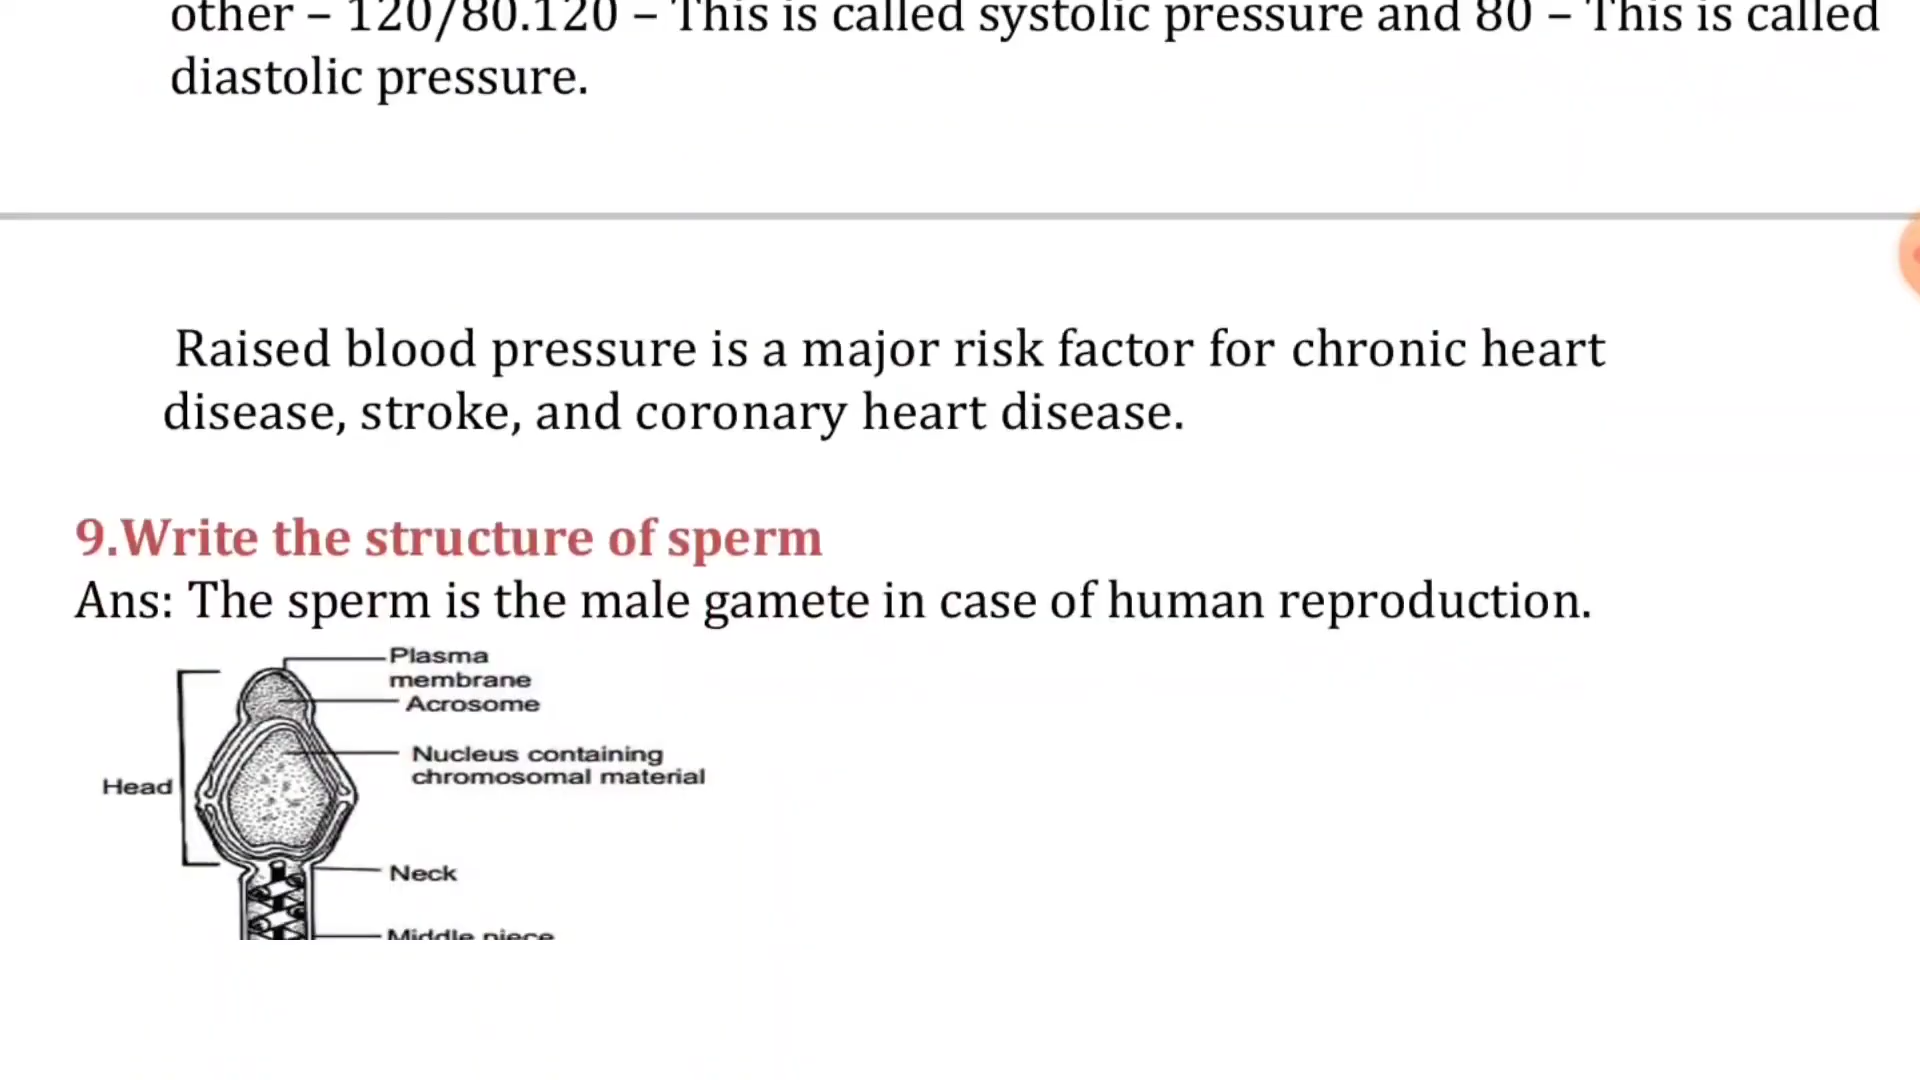 other – 120/80.120 – This is called systolic pressure and 80 – This is called
diastolic pressure.
Raised blood pressure is a major risk factor for chronic heart
disease, stroke, and coronary heart disease.
9.Write the structure of sperm
Ans: The sperm is the male gamete in case of human reproduction.
Plasma
membrane
Acrosome
Nucleus containing
chromosomal material
Head
Neck
Middle piece